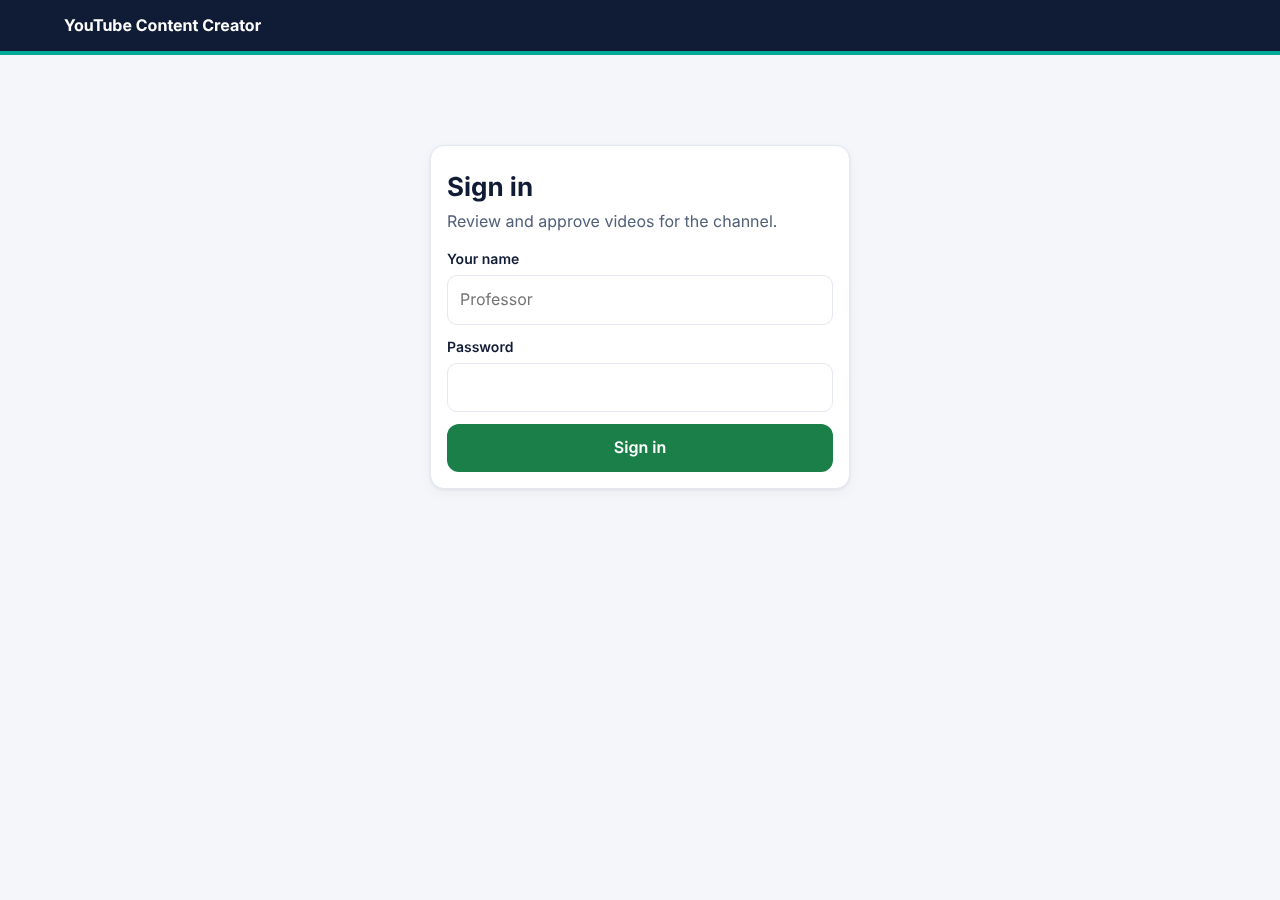 YouTube Content Creator
Sign in
Review and approve videos for the channel.
Your name
Professor
Password
Sign in